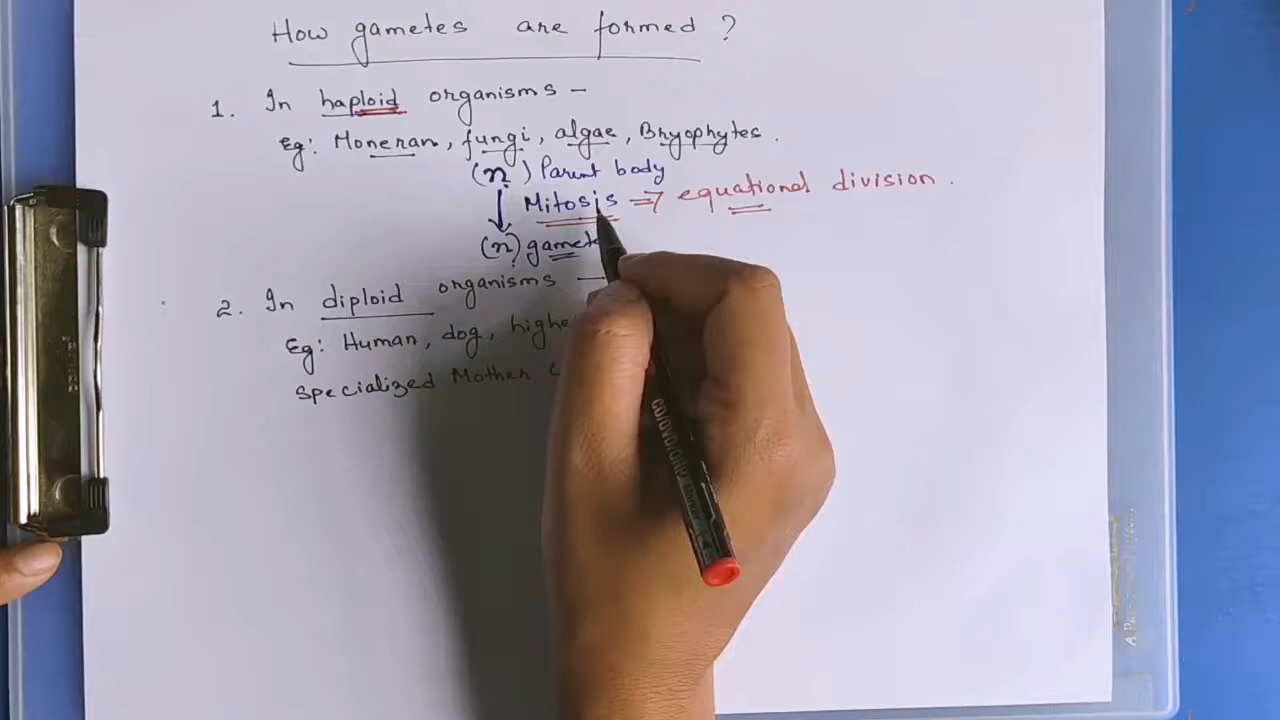 How gametes are formed ?
1. In haploid organisms –
Eg: Moneran, fungi, algae, Bryophytes.
(n) Parent body
Mitosis => equational division.
(n)
2. In diploid organisms –
Eg: Human, dog,
specialized Mother